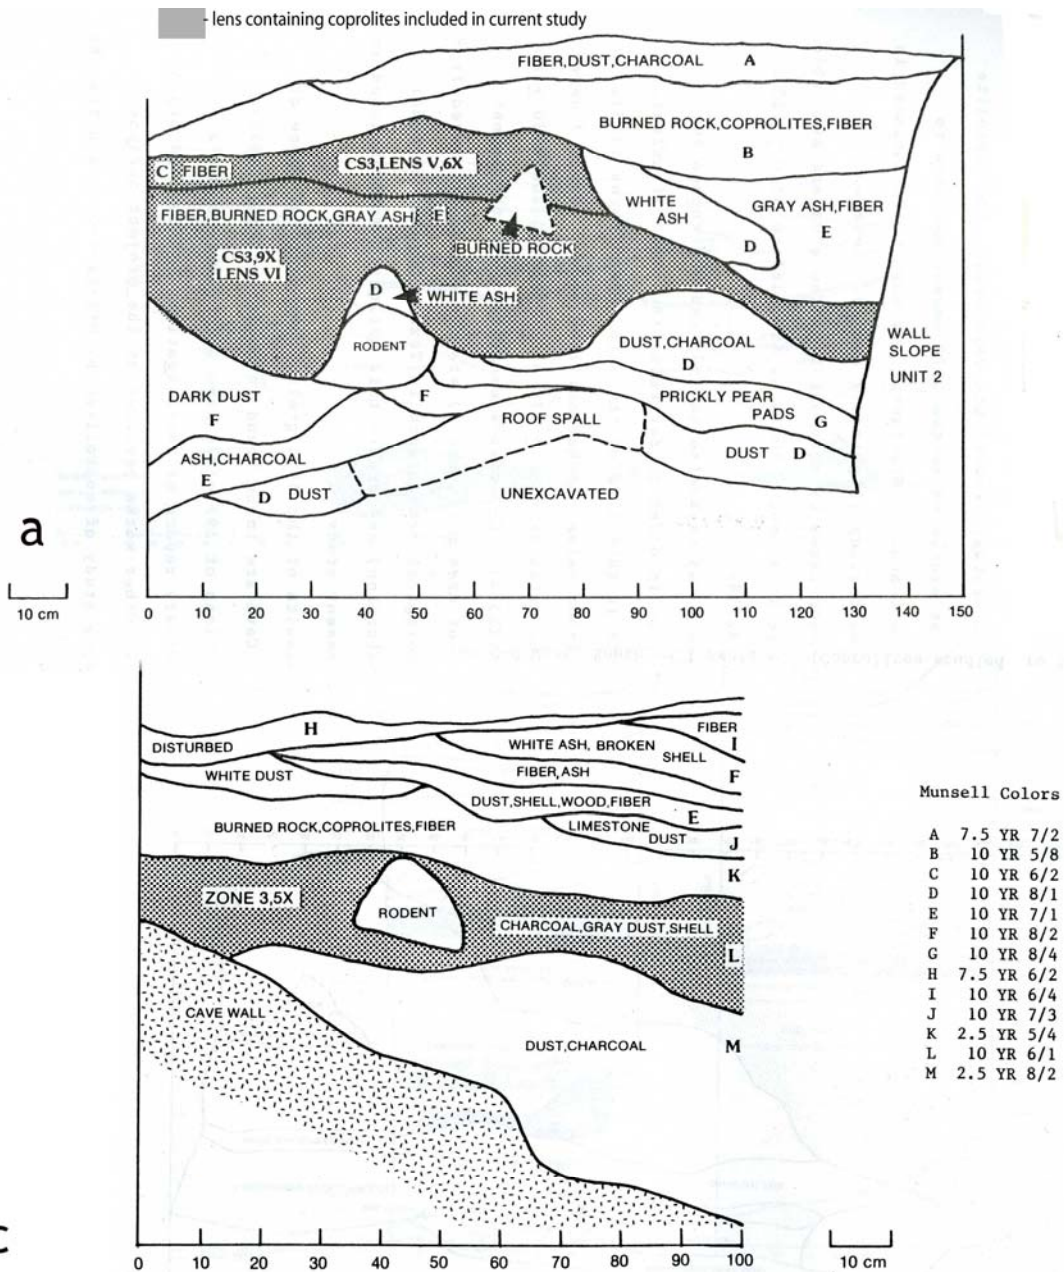 - lens containing coprolites included in current study
FIBER,DUST,CHARCOAL A
BURNED ROCK,COPROLITES,FIBER
B
CS3,LENS V,6X
C FIBER
WHITE
ASH
D
GRAY ASH,FIBER
E
FIBER,BURNED ROCK,GRAY ASH E
BURNED ROCK
CS3,9X
LENS VI
D
WHITE ASH
RODENT
DUST,CHARCOAL
D
WALL
SLOPE
UNIT 2
DARK DUST
F
F
PRICKLY PEAR
PADS
G
ROOF SPALL
DUST D
ASH,CHARCOAL
E
D DUST
UNEXCAVATED
a
10 cm
0 10 20 30 40 50 60 70 80 90 100 110 120 130 140 150
H
DISTURBED
FIBER
I
WHITE ASH, BROKEN
SHELL
WHITE DUST
FIBER,ASH
F
DUST,SHELL,WOOD,FIBER
E
LIMESTONE
DUST
J
BURNED ROCK,COPROLITES,FIBER
K
ZONE 3,5X
RODENT
CHARCOAL,GRAY DUST,SHELL
L
CAVE WALL
DUST,CHARCOAL
M
0 10 20 30 40 50 60 70 80 90 100
10 cm
Munsell Colors
A 7.5 YR 7/2
B 10 YR 5/8
C 10 YR 6/2
D 10 YR 8/1
E 10 YR 7/1
F 10 YR 8/2
G 10 YR 8/4
H 7.5 YR 6/2
I 10 YR 6/4
J 10 YR 7/3
K 2.5 YR 5/4
L 10 YR 6/1
M 2.5 YR 8/2